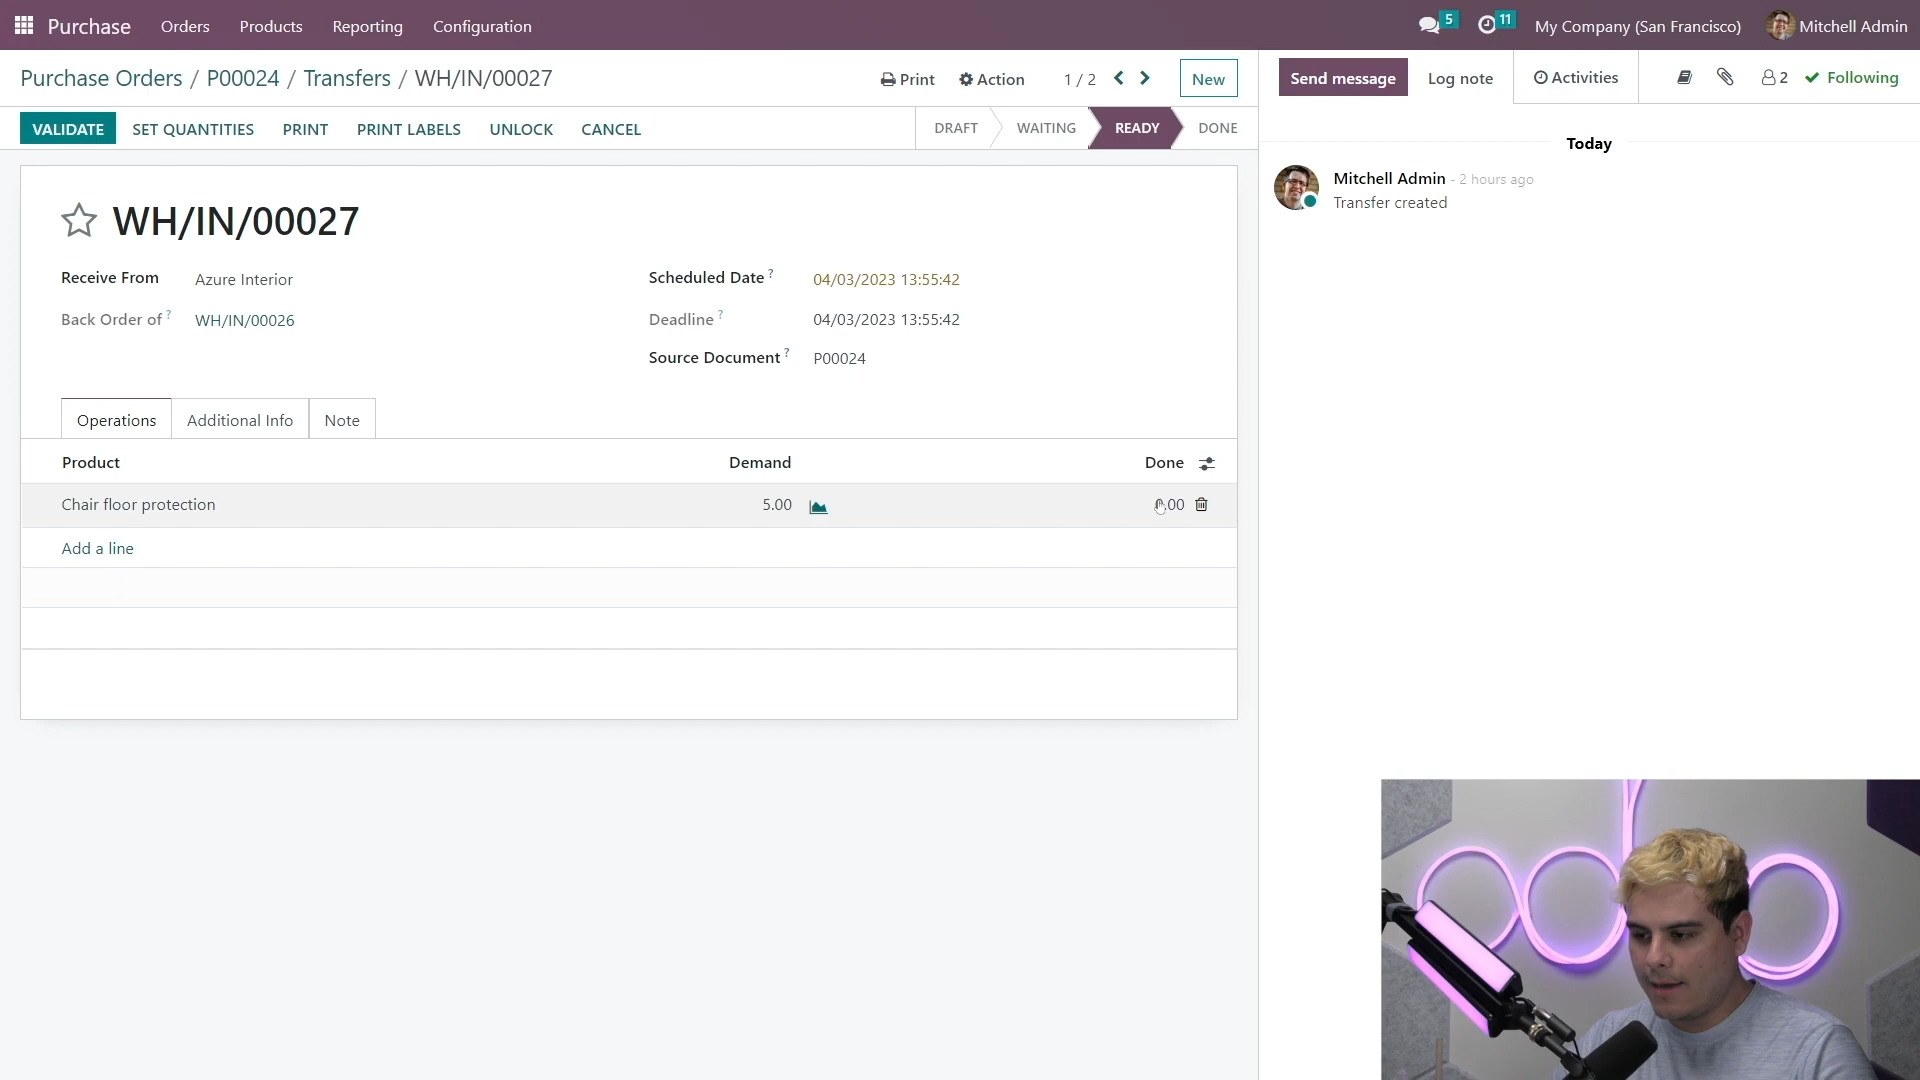 Purchase Orders Products Reporting Configuration 5 11 My Company (San Francisco) Mitchell Admin
Purchase Orders / P00024 / Transfers / WH/IN/00027 Print Action 1 / 2 New
Send message Log note Activities 2 Following
VALIDATE SET QUANTITIES PRINT PRINT LABELS UNLOCK CANCEL DRAFT WAITING READY DONE
Today
Mitchell Admin - 2 hours ago
Transfer created
WH/IN/00027
Receive From Azure Interior Scheduled Date ? 04/03/2023 13:55:42
Back Order of ? WH/IN/00026 Deadline ? 04/03/2023 13:55:42
Source Document ? P00024
Operations Additional Info Note
Product Demand Done
Chair floor protection 5.00 .00
Add a line
odoo